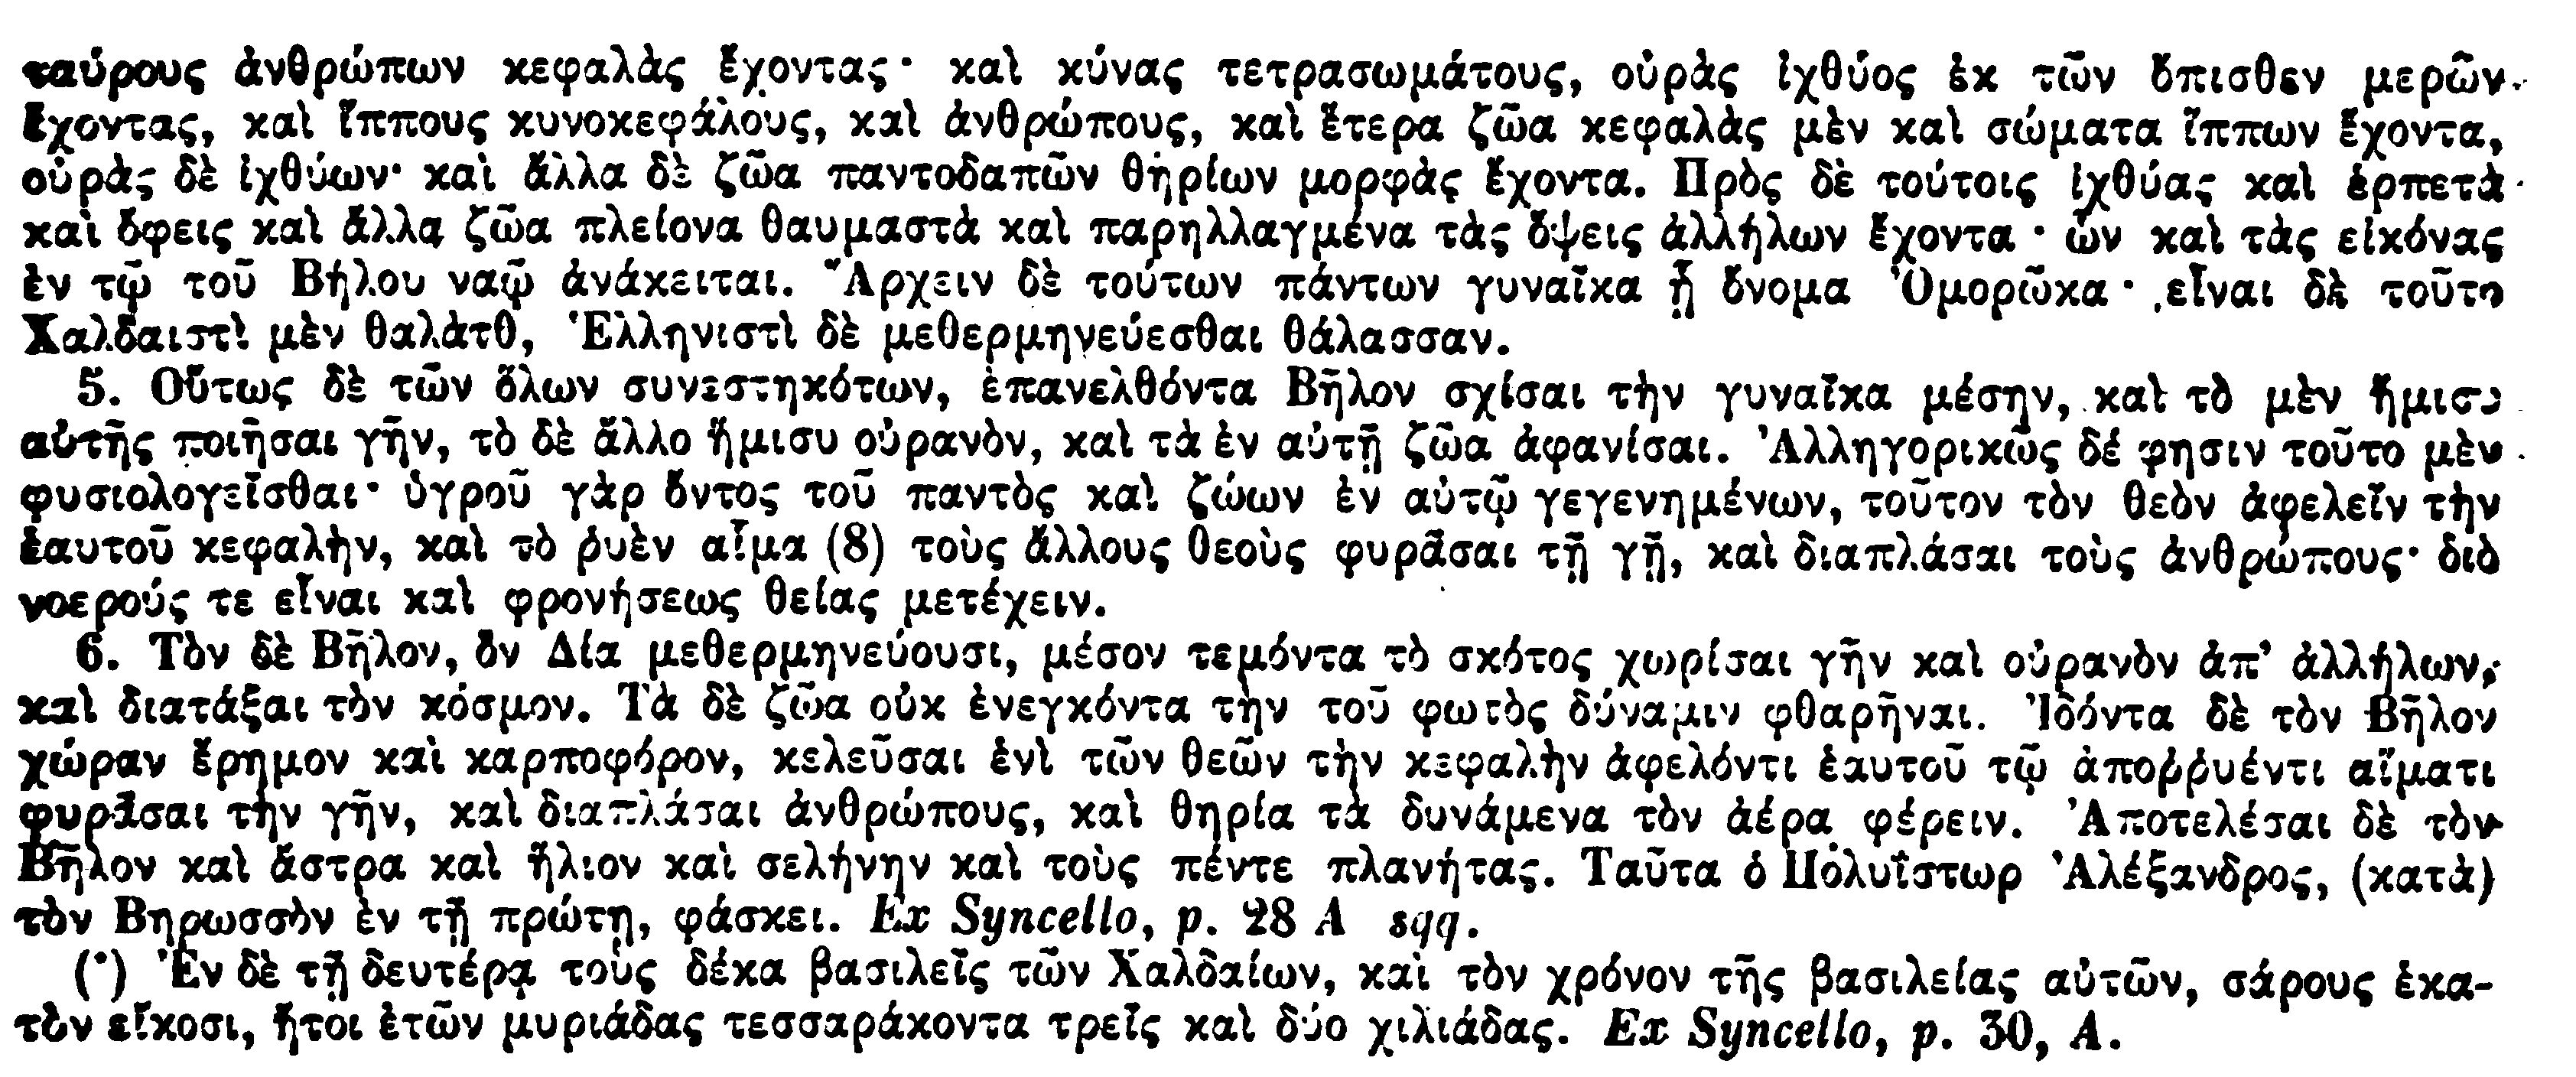 ταύρους ἀνθρώπων κεφαλὰς ἔχοντας· καὶ κύνας τετρασωμάτους, οὐρὰς ἰχθύος ἐκ τῶν ὄπισθεν μερῶν
ἔχοντας, καὶ ἵππους κυνοκεφάλους, καὶ ἀνθρώπους, καὶ ἕτερα ζῶα κεφαλὰς μὲν καὶ σώματα ἵππων ἔχοντα,
οὐρὰς δὲ ἰχθύων· καὶ ἄλλα δὲ ζῶα παντοδαπῶν θηρίων μορφὰς ἔχοντα. Πρὸς δὲ τούτοις ἰχθύας καὶ ἑρπετὰ
καὶ ὄφεις καὶ ἄλλα ζῶα πλείονα θαυμαστὰ καὶ παρηλλαγμένα τὰς ὄψεις ἀλλήλων ἔχοντα· ὧν καὶ τὰς εἰκόνας
ἐν τῷ τοῦ Βήλου ναῷ ἀνάκειται. Ἄρχειν δὲ τούτων πάντων γυναῖκα ᾗ ὄνομα Ὀμορῶκα· εἶναι δὲ τοῦτο
Χαλδαιστὶ μὲν θαλὰτθ, Ἑλληνιστὶ δὲ μεθερμηνεύεσθαι θάλασσαν.
5. Οὕτως δὲ τῶν ὅλων συνεστηκότων, ἐπανελθόντα Βῆλον σχίσαι τὴν γυναῖκα μέσην, καὶ τὸ μὲν ἥμισυ
αὐτῆς ποιῆσαι γῆν, τὸ δὲ ἄλλο ἥμισυ οὐρανὸν, καὶ τὰ ἐν αὐτῇ ζῶα ἀφανίσαι. Ἀλληγορικῶς δέ φησιν τοῦτο μὲν
φυσιολογεῖσθαι· ὑγροῦ γὰρ ὄντος τοῦ παντὸς καὶ ζώων ἐν αὐτῷ γεγενημένων, τοῦτον τὸν θεὸν ἀφελεῖν τὴν
ἑαυτοῦ κεφαλὴν, καὶ τὸ ῥυὲν αἷμα (8) τοὺς ἄλλους θεοὺς φυρᾶσαι τῇ γῇ, καὶ διαπλάσαι τοὺς ἀνθρώπους· διὸ
νοερούς τε εἶναι καὶ φρονήσεως θείας μετέχειν.
6. Τὸν δὲ Βῆλον, ὃν Δία μεθερμηνεύουσι, μέσον τεμόντα τὸ σκότος χωρίσαι γῆν καὶ οὐρανὸν ἀπ' ἀλλήλων,
καὶ διατάξαι τὸν κόσμον. Τὰ δὲ ζῶα οὐκ ἐνεγκόντα τὴν τοῦ φωτὸς δύναμιν φθαρῆναι. Ἰδόντα δὲ τὸν Βῆλον
χώραν ἔρημον καὶ καρποφόρον, κελεῦσαι ἑνὶ τῶν θεῶν τὴν κεφαλὴν ἀφελόντι ἑαυτοῦ τῷ ἀποῤῥυέντι αἵματι
φυρᾶσαι τὴν γῆν, καὶ διαπλάσαι ἀνθρώπους, καὶ θηρία τὰ δυνάμενα τὸν ἀέρα φέρειν. Ἀποτελέσαι δὲ τὸν
Βῆλον καὶ ἄστρα καὶ ἥλιον καὶ σελήνην καὶ τοὺς πέντε πλανήτας. Ταῦτα ὁ Πολυΐστωρ Ἀλέξανδρος, (κατὰ)
τὸν Βηρωσσὸν ἐν τῇ πρώτῃ, φάσκει. Ex Syncello, p. 28 A sqq.
(*) Ἐν δὲ τῇ δευτέρᾳ τοὺς δέκα βασιλεῖς τῶν Χαλδαίων, καὶ τὸν χρόνον τῆς βασιλείας αὐτῶν, σάρους ἑκα-
τὸν εἴκοσι, ἤτοι ἐτῶν μυριάδας τεσσαράκοντα τρεῖς καὶ δύο χιλιάδας. Ex Syncello, p. 30, A.